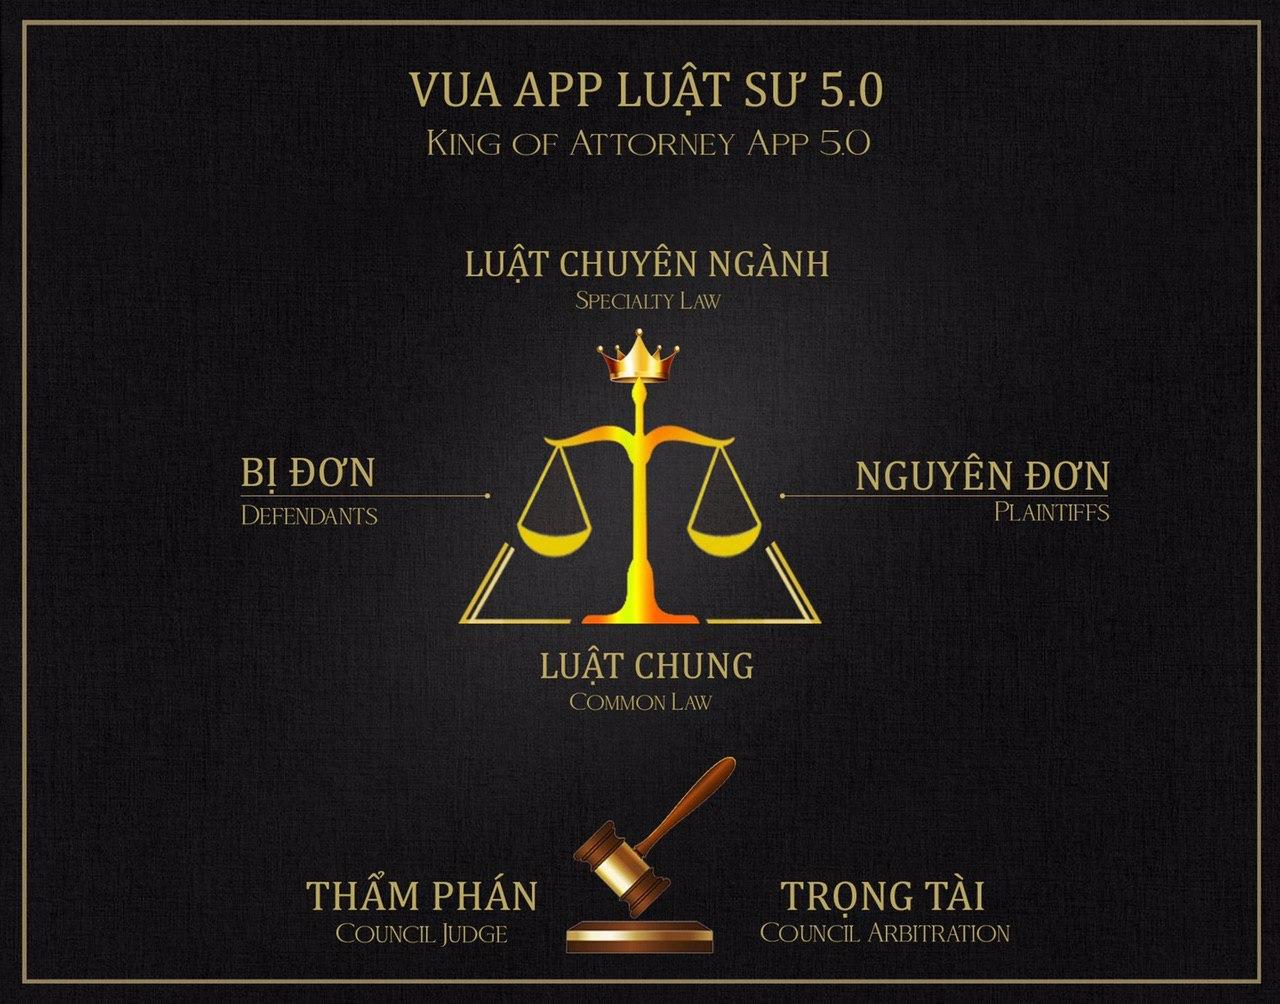 VUA APP LUẬT SƯ 5.0
KING OF ATTORNEY APP 5.0
LUẬT CHUYÊN NGÀNH
SPECIALTY LAW
BỊ ĐƠN
DEFENDANTS
NGUYÊN ĐƠN
PLAINTIFFS
LUẬT CHUNG
COMMON LAW
THẨM PHÁN
COUNCIL JUDGE
TRỌNG TÀI
COUNCIL ARBITRATION